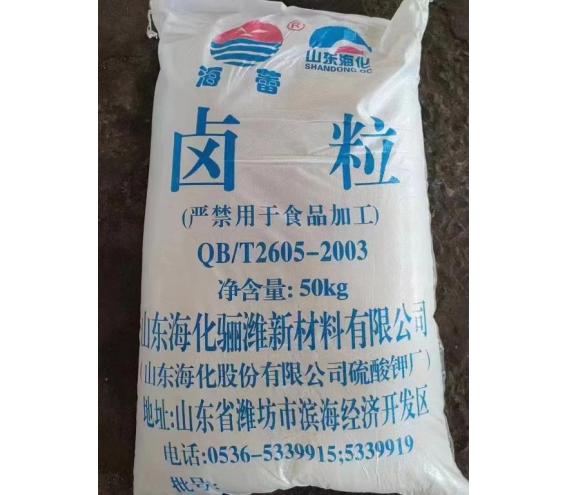 ®
山东海化
SHANDONG OC
海蕾
卤粒
(严禁用于食品加工)
QB/T2605-2003
净含量: 50kg
山东海化骊潍新材料有限公司
(山东海化股份有限公司硫酸钾厂)
地址:山东省潍坊市滨海经济开发区
电话:0536-5339915;5339919
批号: